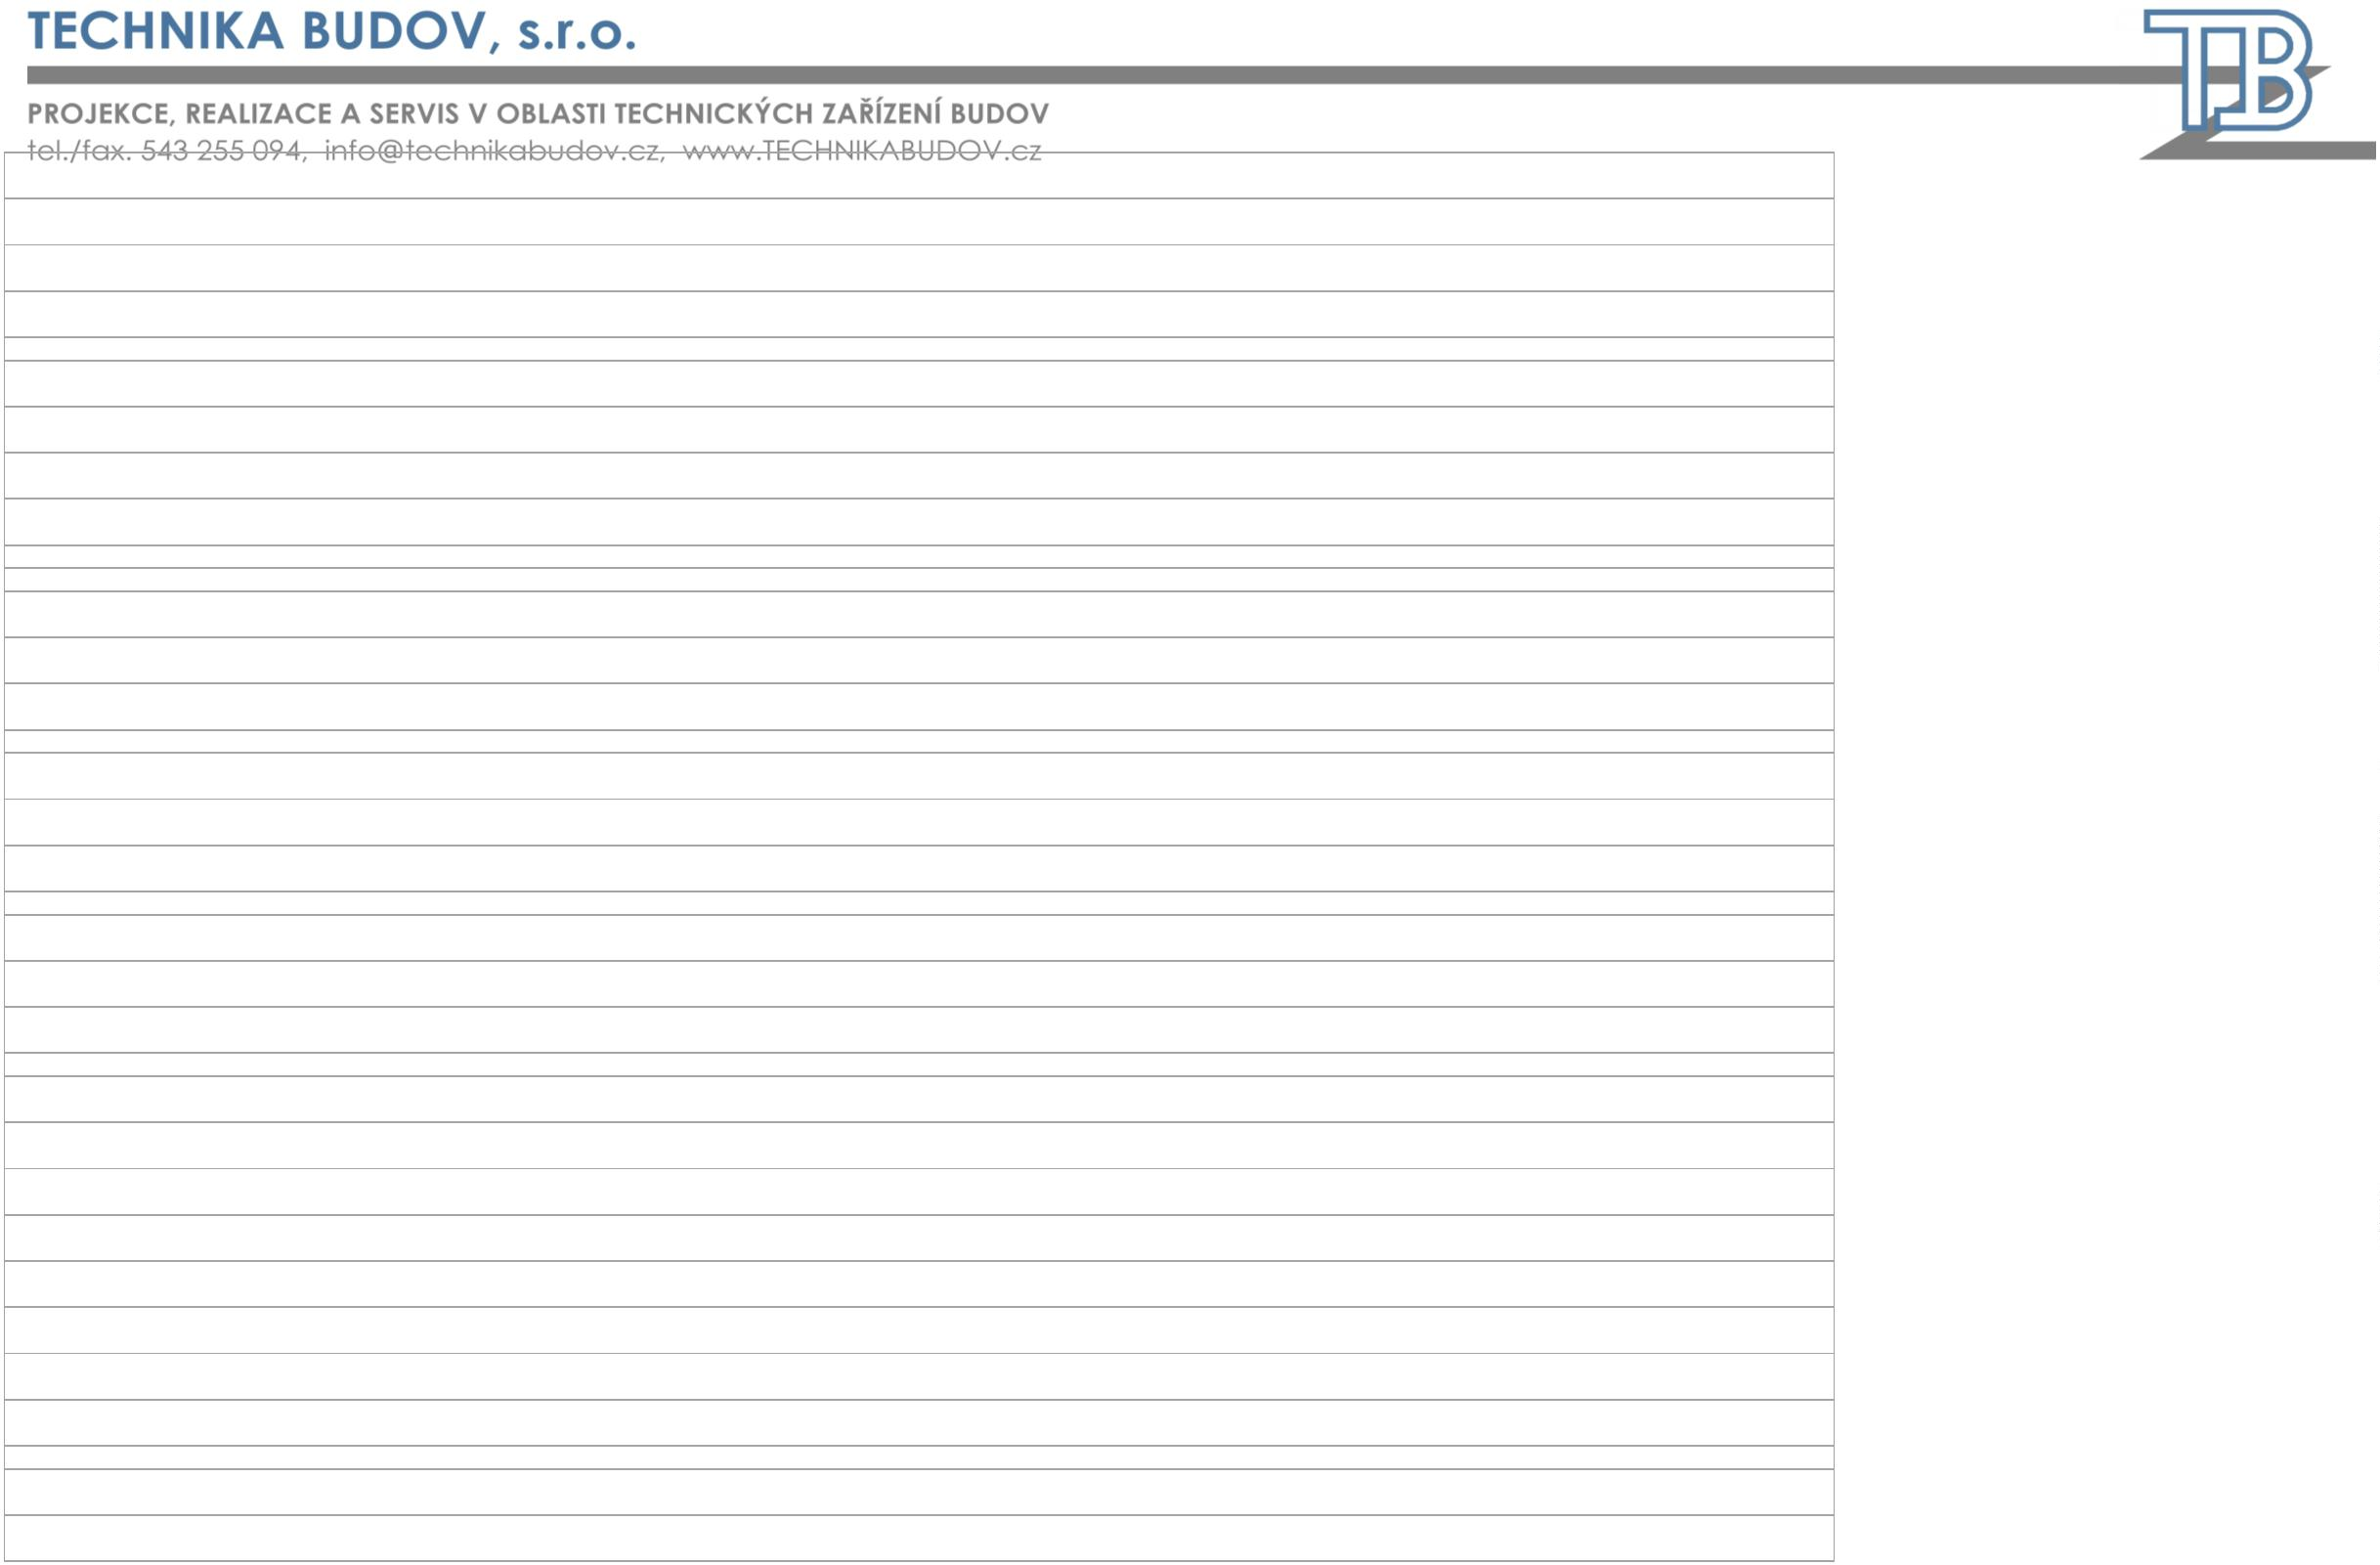 TECHNIKA BUDOV, s.r.o.
TB
PROJEKCE, REALIZACE A SERVIS V OBLASTI TECHNICKÝCH ZAŘÍZENÍ BUDOV
tel./fax. 543 255 094, info@technikabudov.cz, www.TECHNIKABUDOV.cz